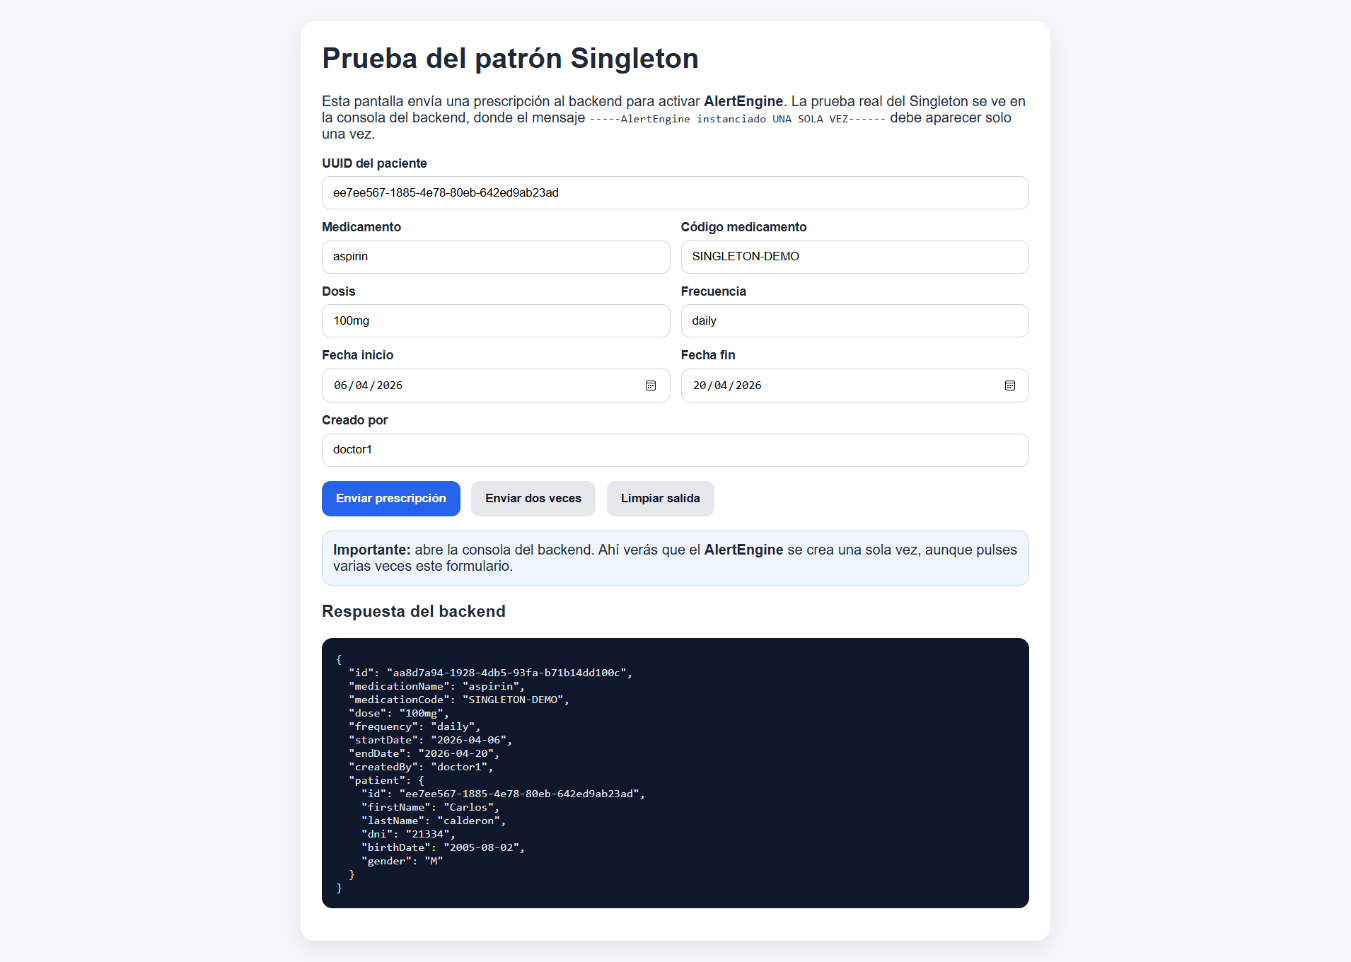 Prueba del patrón Singleton
Esta pantalla envía una prescripción al backend para activar AlertEngine. La prueba real del Singleton se ve en
la consola del backend, donde el mensaje -----AlertEngine instanciado UNA SOLA VEZ------ debe aparecer solo
una vez.
UUID del paciente
ee7ee567-1885-4e78-80eb-642ed9ab23ad
Medicamento
Código medicamento
aspirin
SINGLETON-DEMO
Dosis
Frecuencia
100mg
daily
Fecha inicio
Fecha fin
06/04/2026
20/04/2026
Creado por
doctor1
Enviar prescripción
Enviar dos veces
Limpiar salida
Importante: abre la consola del backend. Ahí verás que el AlertEngine se crea una sola vez, aunque pulses
varias veces este formulario.
Respuesta del backend
{
  "id": "aa8d7a94-1928-4db5-93fa-b71b14dd100c",
  "medicationName": "aspirin",
  "medicationCode": "SINGLETON-DEMO",
  "dose": "100mg",
  "frequency": "daily",
  "startDate": "2026-04-06",
  "endDate": "2026-04-20",
  "createdBy": "doctor1",
  "patient": {
    "id": "ee7ee567-1885-4e78-80eb-642ed9ab23ad",
    "firstName": "Carlos",
    "lastName": "calderon",
    "dni": "21334",
    "birthDate": "2005-08-02",
    "gender": "M"
  }
}